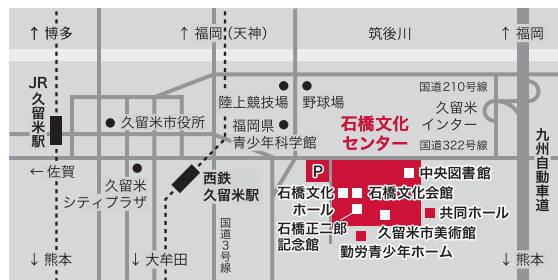 ↑ 博多
↑ 福岡(天神)
筑後川
↑ 福岡
JR
久留米駅
久留米市役所
陸上競技場
野球場
福岡県
青少年科学館
国道210号線
久留米
インター
国道322号線
九州自動車道
石橋文化
センター
← 佐賀
久留米
シティプラザ
西鉄
久留米駅
国道3号線
P
中央図書館
石橋文化
ホール
石橋文化会館
共同ホール
石橋正二郎
記念館
久留米市美術館
勤労青少年ホーム
↓ 熊本
↓ 大牟田
↓ 熊本